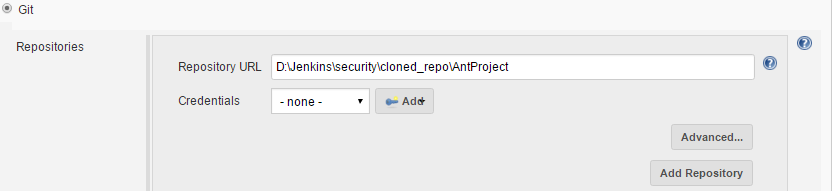 Git
Repositories
Repository URL D:\Jenkins\security\cloned_repo\AntProject
Credentials - none - Add
Advanced...
Add Repository